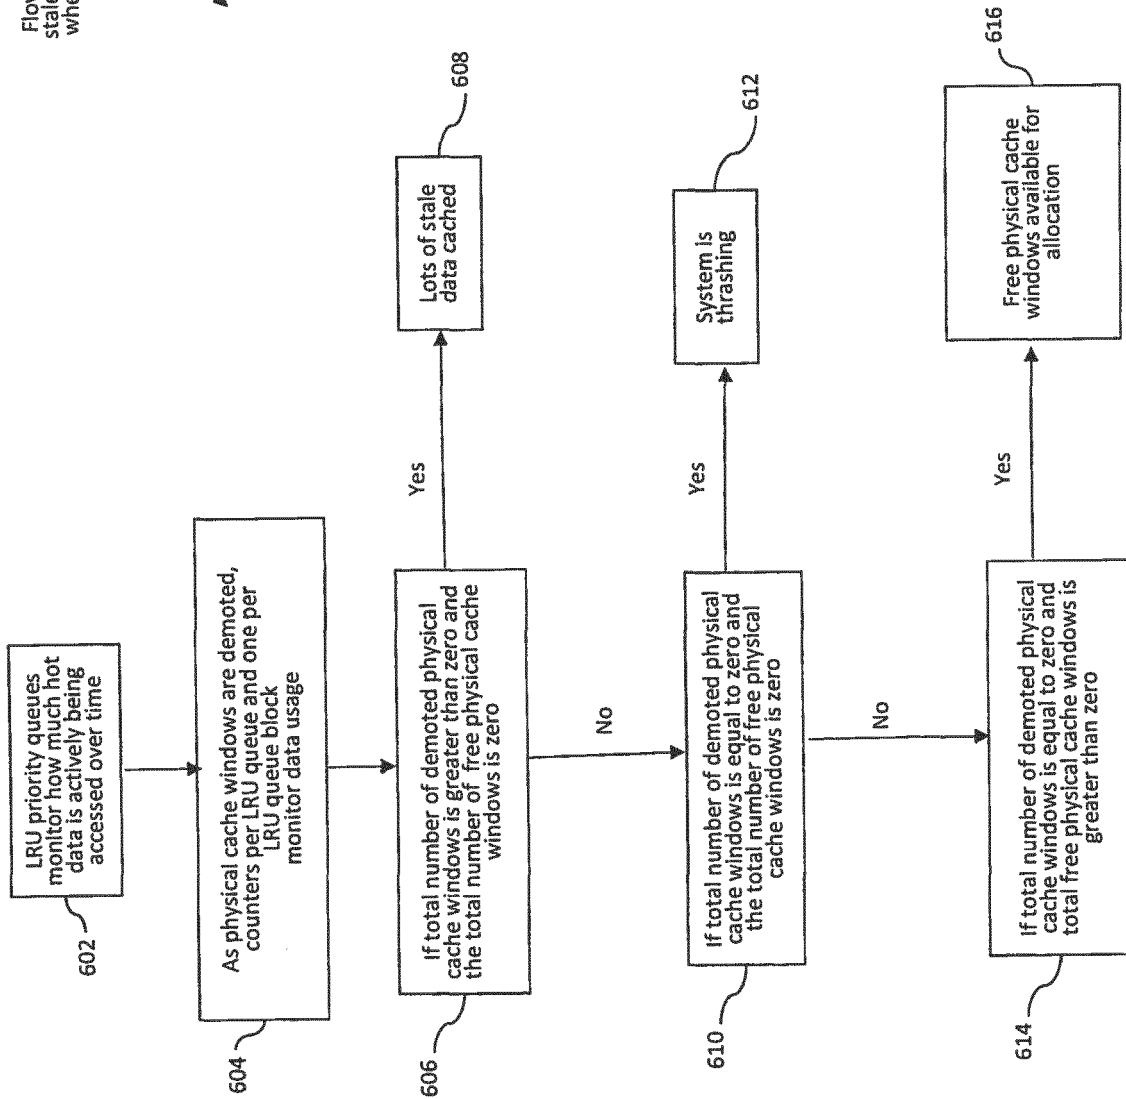 Flo
stale
whe
LRU priority queues
monitor how much hot
data is actively being
accessed over time
602
As physical cache windows are demoted,
counters per LRU queue and one per
LRU queue block
monitor data usage
604
If total number of demoted physical
cache windows is greater than zero and
the total number of free physical cache
windows is zero
606
Yes
Lots of stale
data cached
608
No
If total number of demoted physical
cache windows is equal to zero and
the total number of free physical
cache windows is zero
610
Yes
System is
thrashing
612
No
If total number of demoted physical
cache windows is equal to zero and
total free physical cache windows is
greater than zero
614
Yes
Free physical cache
windows available for
allocation
616